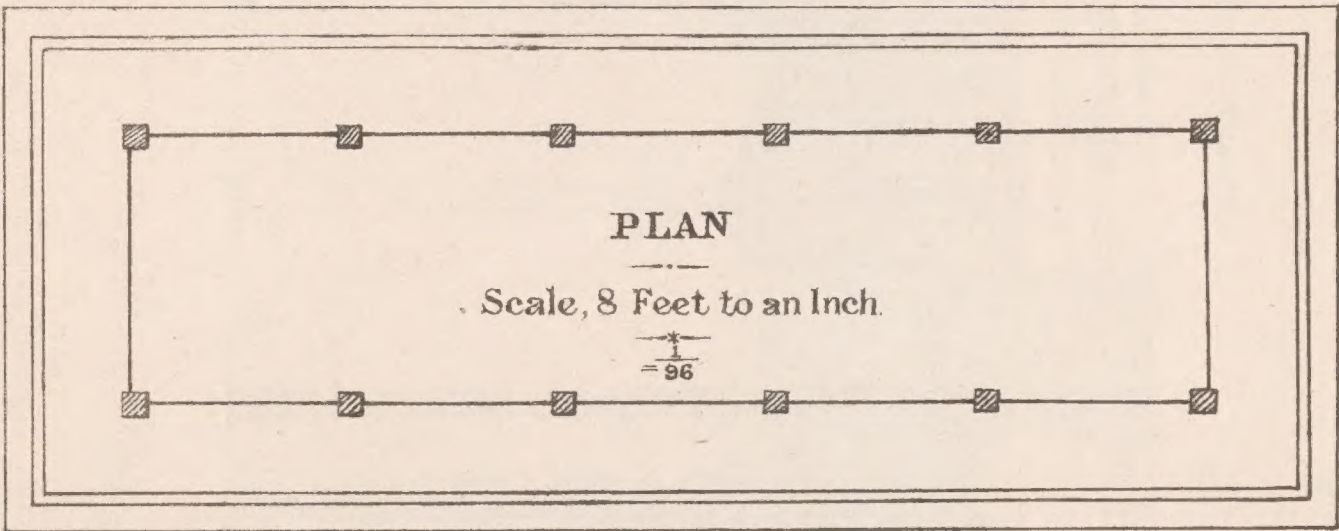 PLAN
Scale, 8 Feet to an Inch.
= 1/96